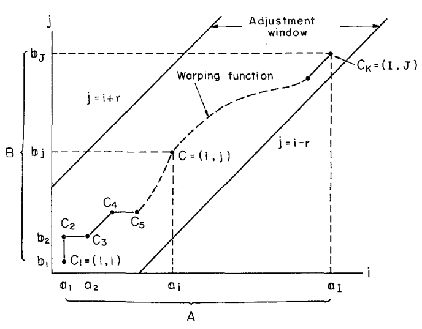 j
Adjustment
window
b_J
C_K=(I,J)
Warping function
j=i+r
B
b_j
C=(i,j)
j=i-r
C_4
C_2
C_5
b_2
C_3
b_1
C_1=(1,1)
i
a_1 a_2 a_i a_I
A